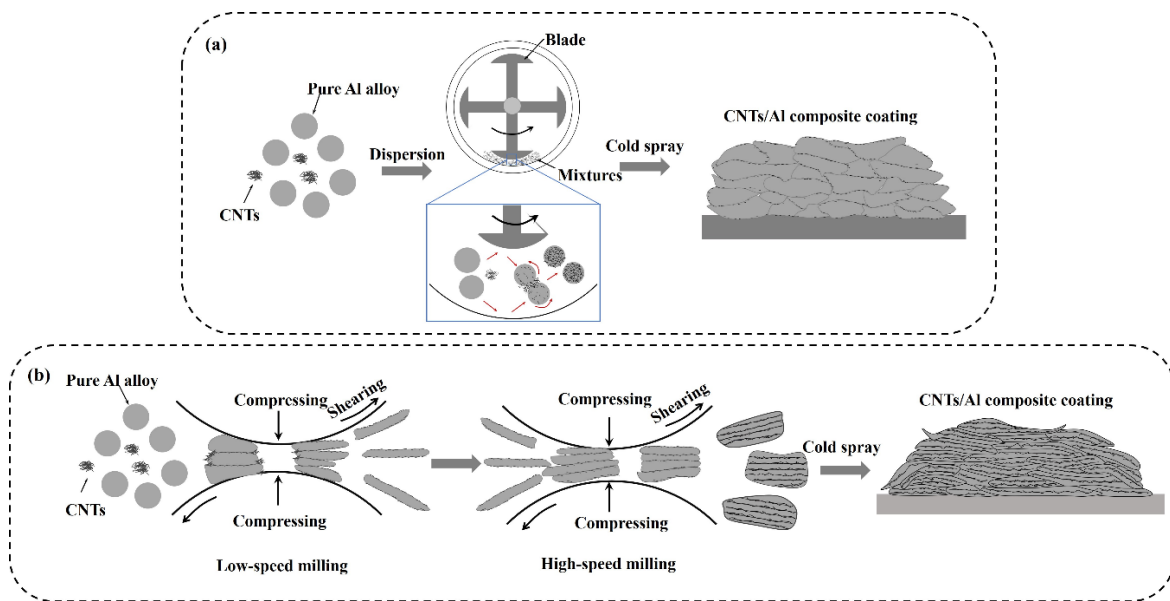 (a)
Blade
Pure Al alloy
CNTs/Al composite coating
Dispersion
Cold spray
Mixtures
CNTs
(b)
Pure Al alloy
Compressing
Shearing
Compressing
Shearing
CNTs/Al composite coating
Cold spray
CNTs
Compressing
Compressing
Low-speed milling
High-speed milling